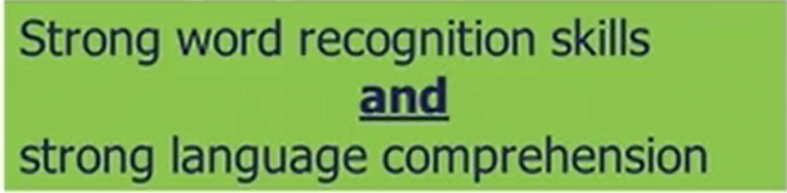 Strong word recognition skills
and
strong language comprehension